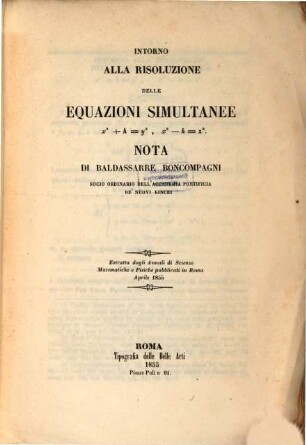 INTORNO
ALLA RISOLUZIONE
DELLE
EQUAZIONI SIMULTANEE
x² + h = y² , x² — h = z².
NOTA
DI BALDASSARRE BONCOMPAGNI
SOCIO ORDINARIO DELL'ACCADEMIA PONTIFICIA
DE' NUOVI LINCEI
Estratto dagli Annali di Scienze
Matematiche e Fisiche pubblicati in Roma
Aprile 1855
ROMA
Tipografia delle Belle Arti
1855
Piazza Poli n 91.